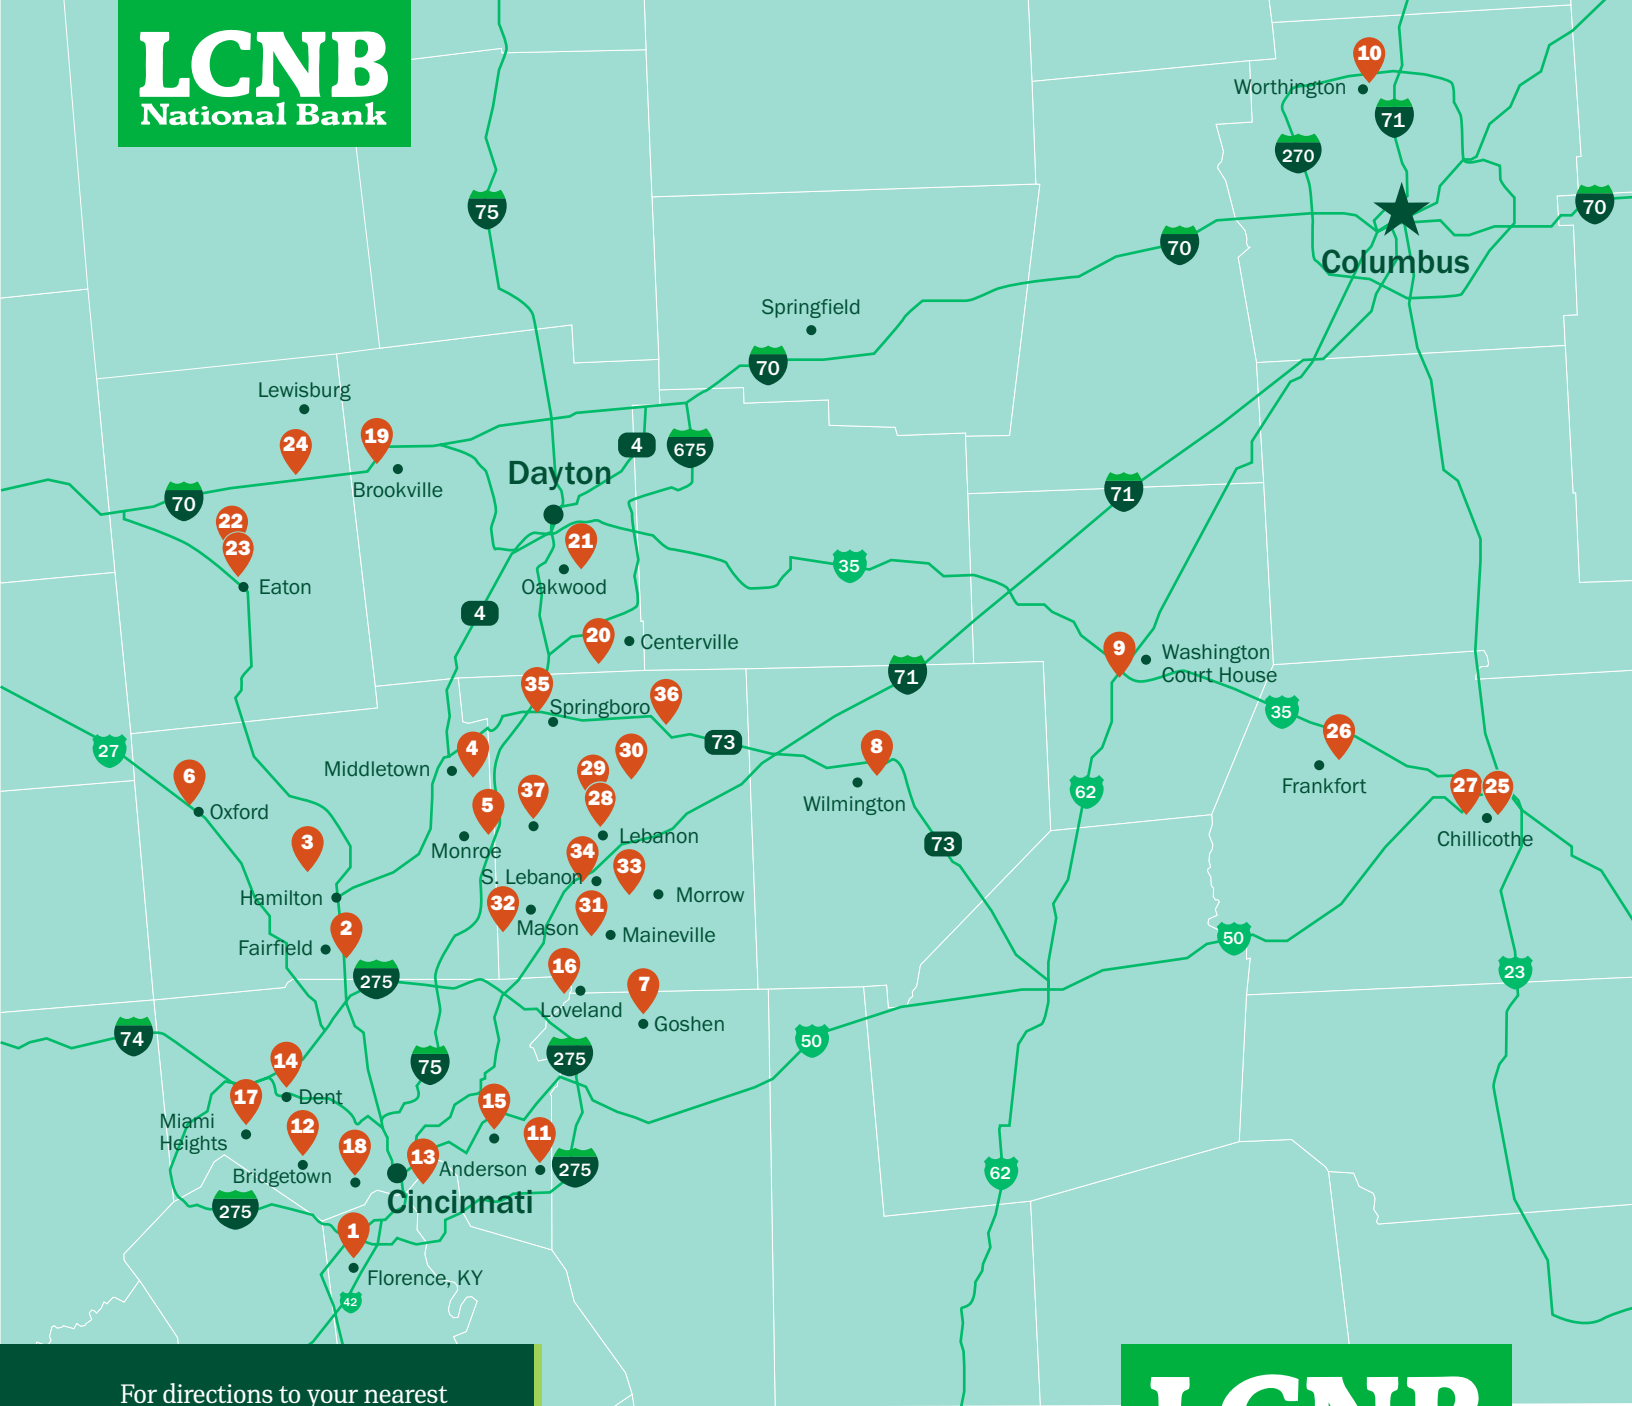 LCNB
National Bank
10
Worthington
71
270
75
70
70
Columbus
Springfield
70
Lewisburg
24
19
4
675
Dayton
70
Brookville
71
22
23
21
35
Eaton
Oakwood
4
20
Centerville
9
Washington
Court House
71
35
36
Springboro
35
26
27
73
4
30
8
Middletown
29
6
37
28
62
Wilmington
Frankfort
27
25
Oxford
5
Chillicothe
Monroe
Lebanon
3
73
34
33
S. Lebanon
Morrow
Hamilton
32
31
Mason
Maineville
2
Fairfield
50
16
275
7
23
Loveland
Goshen
74
50
14
75
275
17
Dent
15
Miami
Heights
12
18
11
13
Anderson
275
Bridgetown
62
Cincinnati
275
1
Florence, KY
42
For directions to your nearest
LCNB